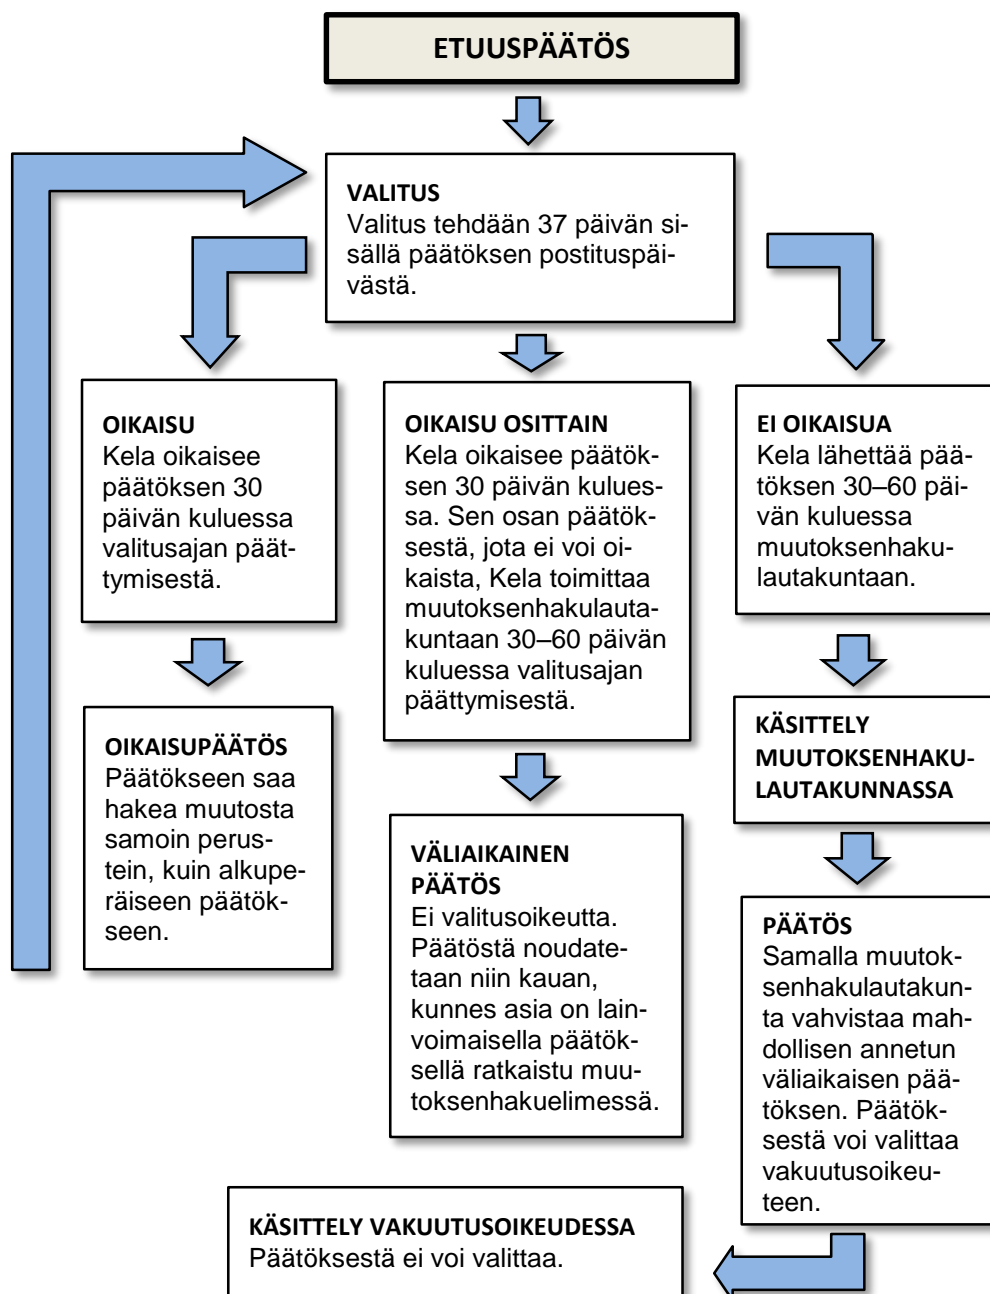 ETUUSPÄÄTÖS
VALITUS
Valitus tehdään 37 päivän si-
sällä päätöksen postituspäi-
västä.
OIKAISU
Kela oikaisee
päätöksen 30
päivän kuluessa
valitusajan päät-
tymisestä.
OIKAISU OSITTAIN
Kela oikaisee päätök-
sen 30 päivän kulues-
sa. Sen osan päätök-
sestä, jota ei voi oi-
kaista, Kela toimittaa
muutoksenhakulauta-
kuntaan 30–60 päivän
kuluessa valitusajan
päättymisestä.
EI OIKAISUA
Kela lähettää pää-
töksen 30–60 päi-
vän kuluessa
muutoksenhaku-
lautakuntaan.
OIKAISUPÄÄTÖS
Päätökseen saa
hakea muutosta
samoin perus-
tein, kuin alkupe-
räiseen päätök-
seen.
VÄLIAIKAINEN
PÄÄTÖS
Ei valitusoikeutta.
Päätöstä noudate-
taan niin kauan,
kunnes asia on lain-
voimaisella päätök-
sellä ratkaistu muu-
toksenhakuelimessä.
KÄSITTELY
MUUTOKSENHAKU-
LAUTAKUNNASSA
PÄÄTÖS
Samalla muutok-
senhakulautakun-
ta vahvistaa mah-
dollisen annetun
väliaikaisen pää-
töksen. Päätök-
sestä voi valittaa
vakuutusoikeu-
teen.
KÄSITTELY VAKUUTUSOIKEUDESSA
Päätöksestä ei voi valittaa.